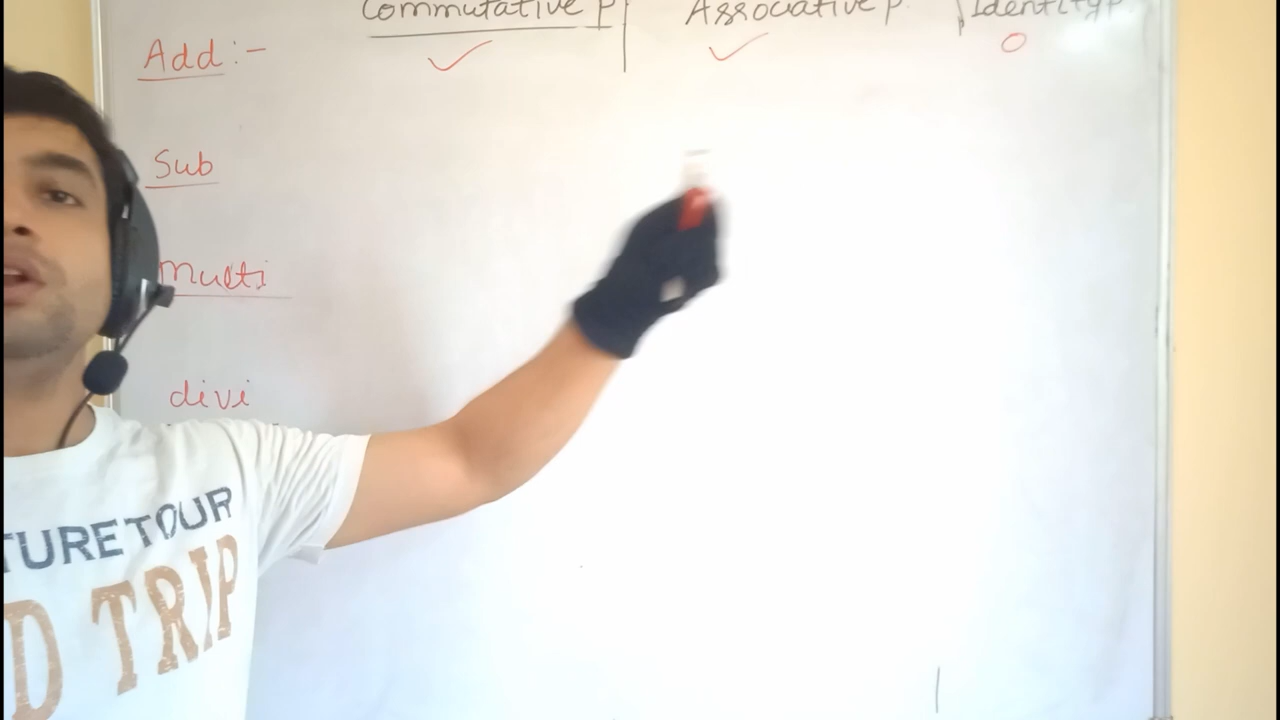 Commutative P | Associative P. | Identity P
Add :-
0
Sub
Multi
divi
TURE TOUR
D TRIP